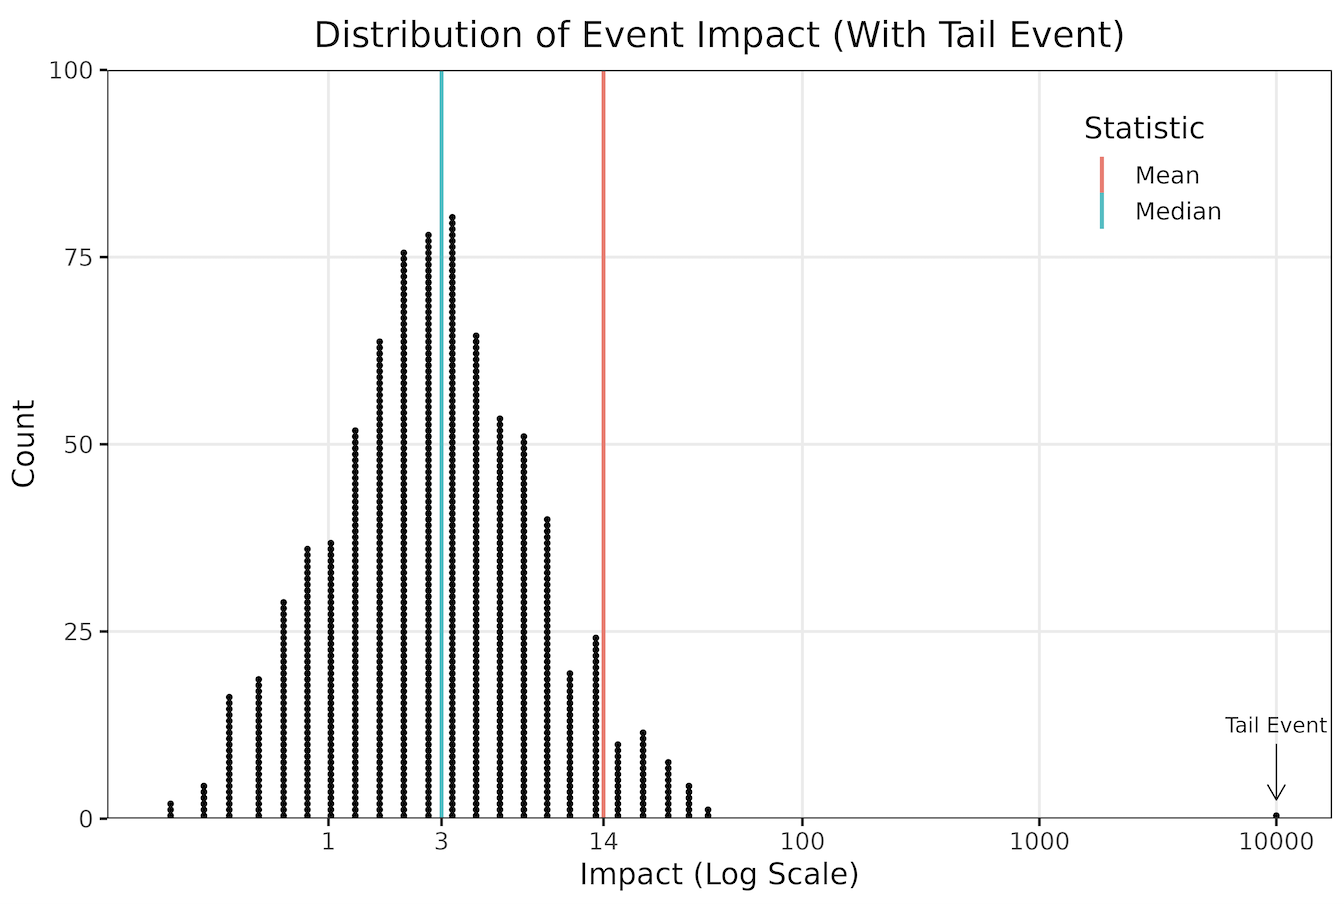 Distribution of Event Impact (With Tail Event)
100
75
50
25
0
Count
Statistic
Mean
Median
Tail Event
1 3 14 100 1000 10000
Impact (Log Scale)